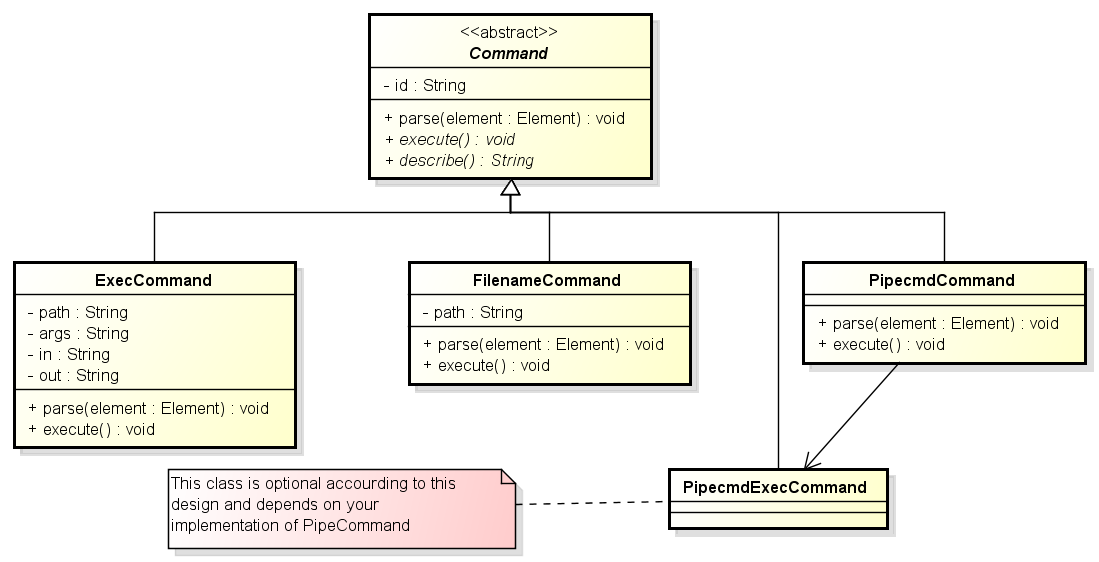 <<abstract>>
Command
- id : String
+ parse(element : Element) : void
+ execute() : void
+ describe() : String
ExecCommand
- path : String
- args : String
- in : String
- out : String
+ parse(element : Element) : void
+ execute() : void
FilenameCommand
- path : String
+ parse(element : Element) : void
+ execute() : void
PipecmdCommand
+ parse(element : Element) : void
+ execute() : void
This class is optional accourding to this
design and depends on your
implementation of PipeCommand
PipecmdExecCommand